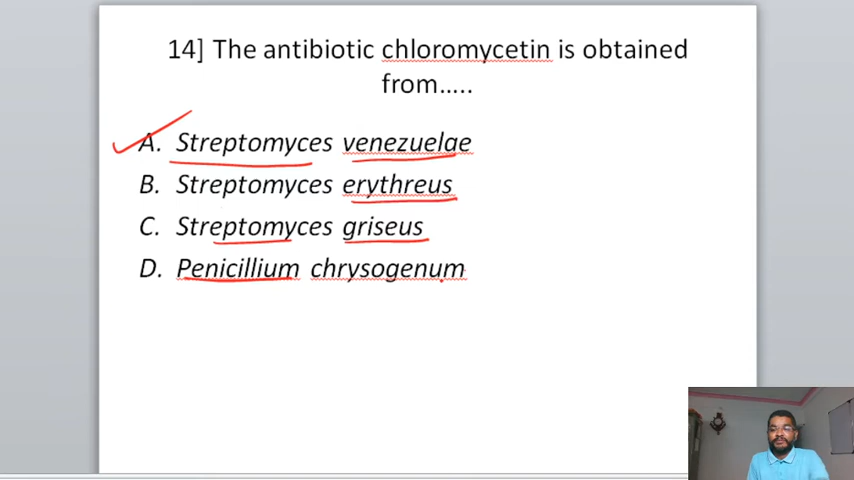 14] The antibiotic chloromycetin is obtained
from.....
A. Streptomyces venezuelae
B. Streptomyces erythreus
C. Streptomyces griseus
D. Penicillium chrysogenum